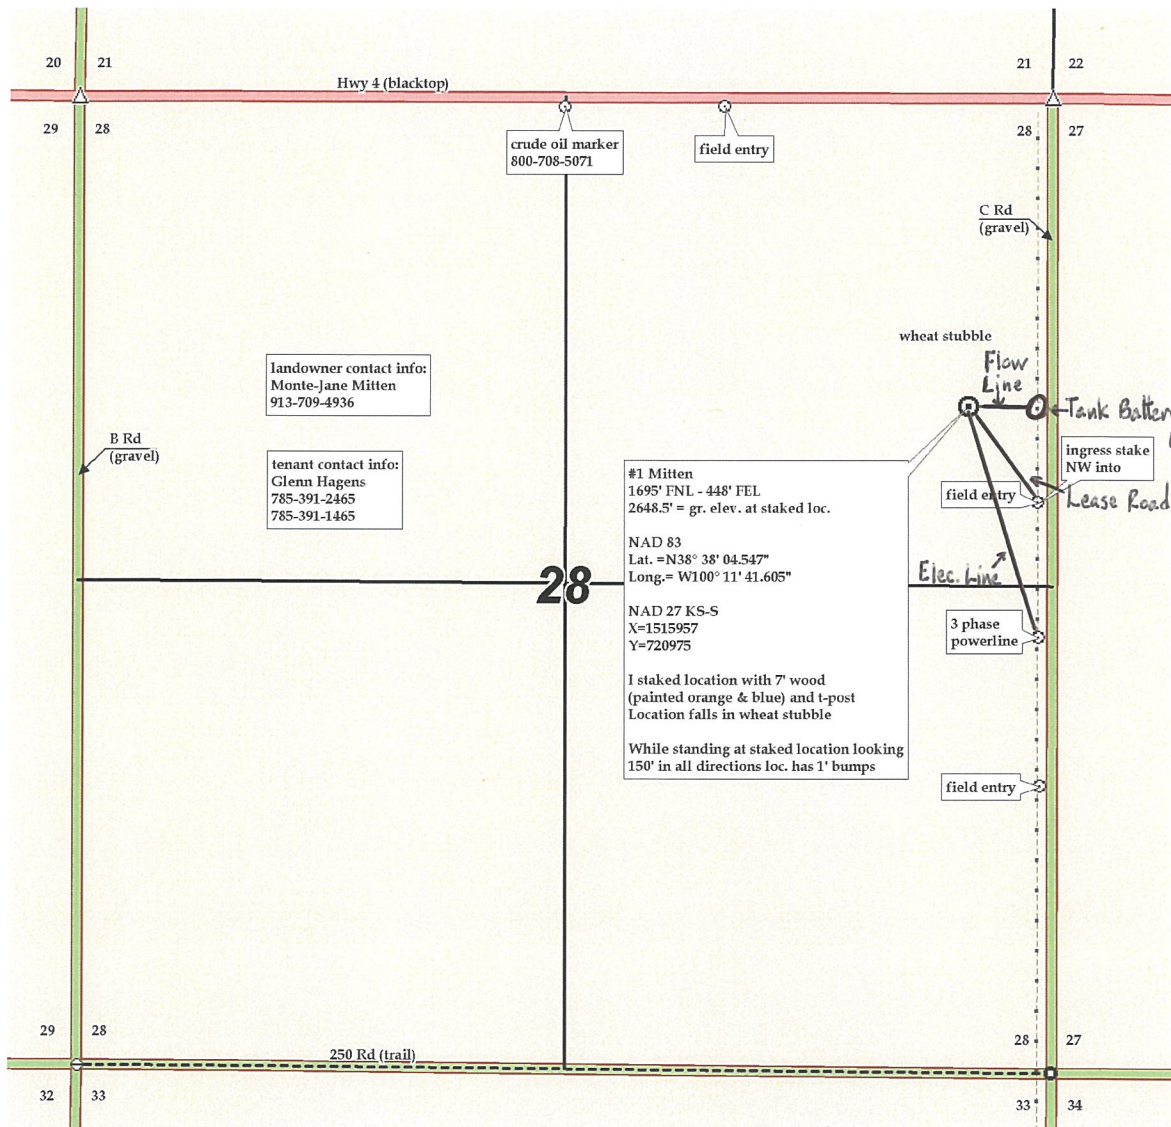 20 21
21 22
Hwy 4 (blacktop)
29 28
28 27
crude oil marker
800-708-5071
field entry
C Rd
(gravel)
wheat stubble
Flow
Line
landowner contact info:
Monte-Jane Mitten
913-709-4936
Tank Battery
B Rd
(gravel)
ingress stake
NW into
tenant contact info:
Glenn Hagens
785-391-2465
785-391-1465
#1 Mitten
1695' FNL - 448' FEL
2648.5' = gr. elev. at staked loc.
NAD 83
Lat. =N38° 38' 04.547"
Long.= W100° 11' 41.605"
NAD 27 KS-S
X=1515957
Y=720975
I staked location with 7' wood
(painted orange & blue) and t-post
Location falls in wheat stubble
While standing at staked location looking
150' in all directions loc. has 1' bumps
field entry
Lease Road
28
Elec. Line
3 phase
powerline
field entry
29 28
28 27
250 Rd (trail)
32 33
33 34